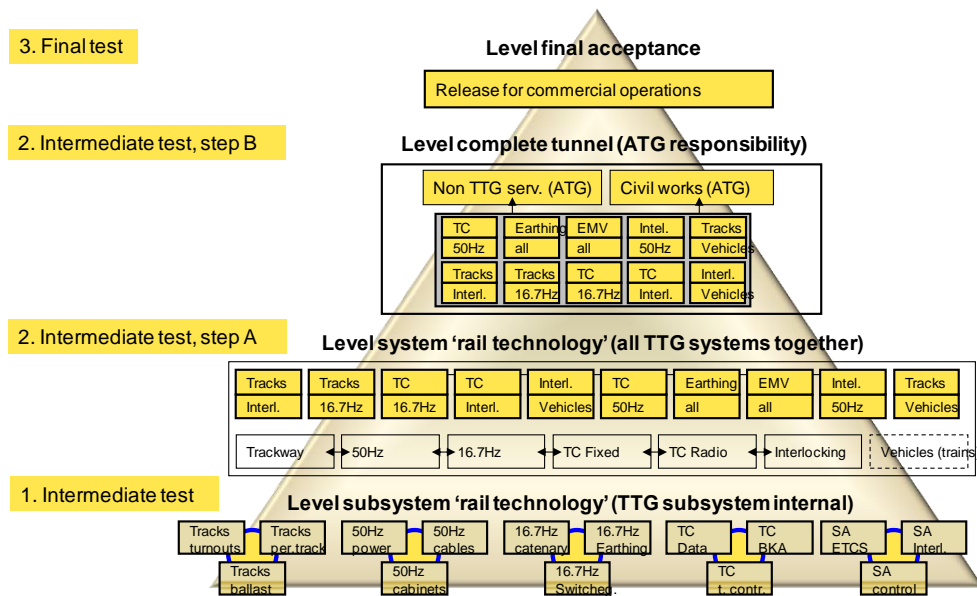 3. Final test
Level final acceptance
Release for commercial operations
2. Intermediate test, step B
Level complete tunnel (ATG responsibility)
Non TTG serv. (ATG)
Civil works (ATG)
TC
50Hz
Earthing
all
EMV
all
Intel.
50Hz
Tracks
Vehicles
Tracks
Interl.
Tracks
16.7Hz
TC
16.7Hz
TC
Interl.
Interl.
Vehicles
2. Intermediate test, step A
Level system ‘rail technology’ (all TTG systems together)
Tracks
Interl.
Tracks
16.7Hz
TC
16.7Hz
TC
Interl.
Interl.
Vehicles
TC
50Hz
Earthing
all
EMV
all
Intel.
50Hz
Tracks
Vehicles
Trackway
50Hz
16.7Hz
TC Fixed
TC Radio
Interlocking
Vehicles (trains
1. Intermediate test
Level subsystem ‘rail technology’ (TTG subsystem internal)
Tracks
turnouts
Tracks
per.track
Tracks
ballast
50Hz
power
50Hz
cables
50Hz
cabinets
16.7Hz
catenary
16.7Hz
Earthing
16.7Hz
Switched.
TC
Data
TC
BKA
TC
t. contr.
SA
ETCS
SA
Interl.
SA
control